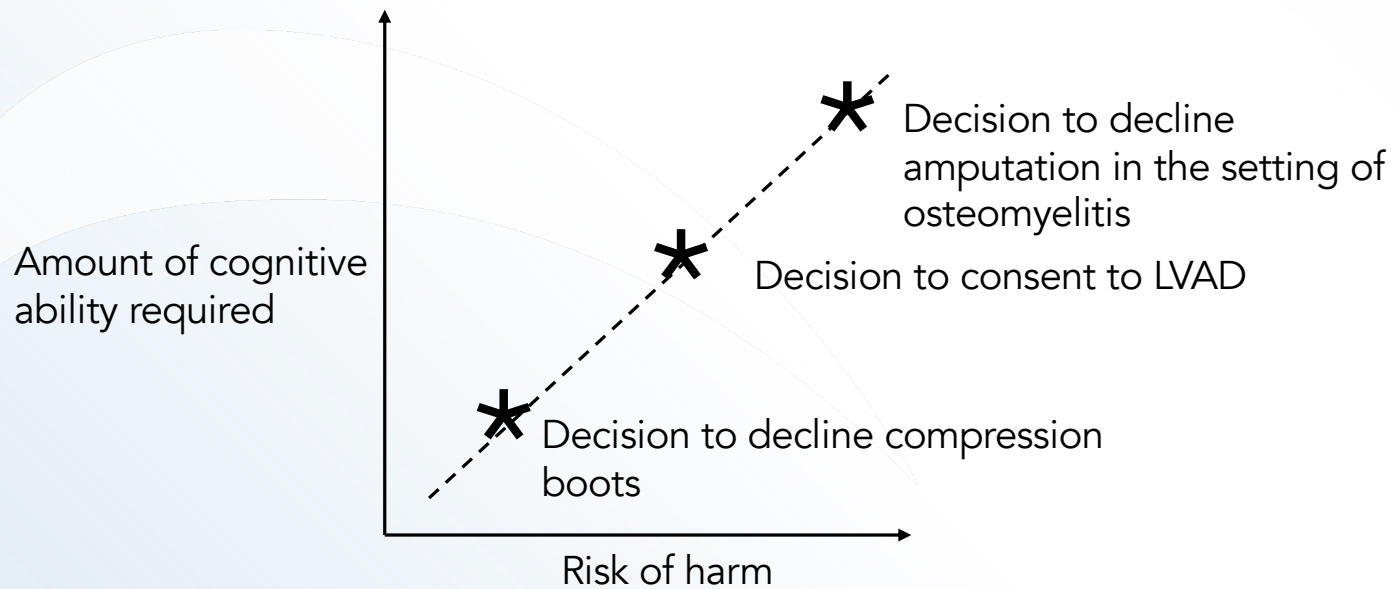 Decision to decline
amputation in the setting of
osteomyelitis
Amount of cognitive
ability required
Decision to consent to LVAD
Decision to decline compression
boots
Risk of harm